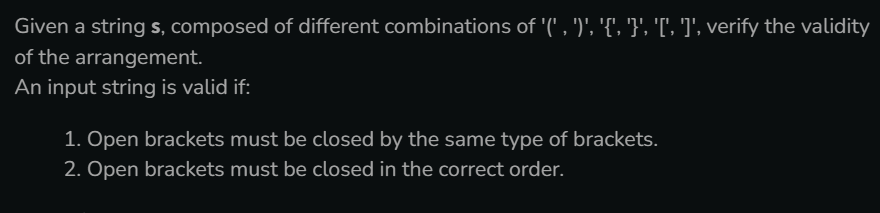 Given a string s, composed of different combinations of '(' , ')', '{', '}', '[', ']', verify the validity
of the arrangement.
An input string is valid if:
1. Open brackets must be closed by the same type of brackets.
2. Open brackets must be closed in the correct order.